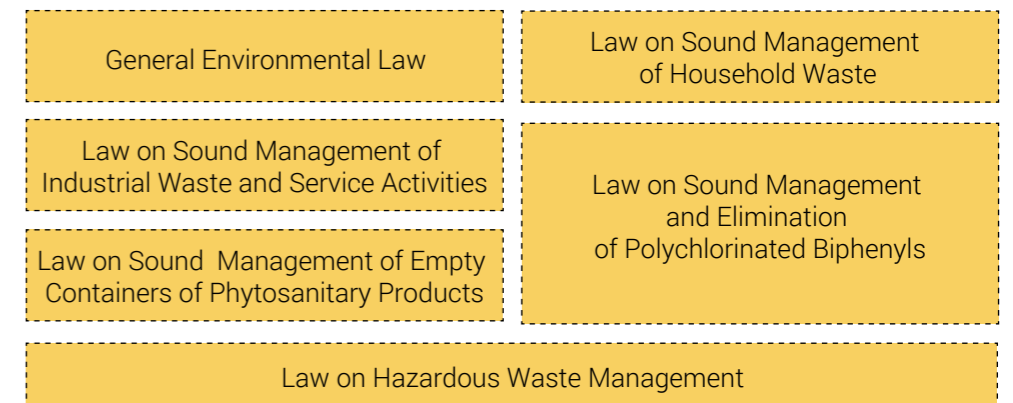 General Environmental Law
Law on Sound Management
of Household Waste
Law on Sound Management of
Industrial Waste and Service Activities
Law on Sound Management
and Elimination
of Polychlorinated Biphenyls
Law on Sound Management of Empty
Containers of Phytosanitary Products
Law on Hazardous Waste Management